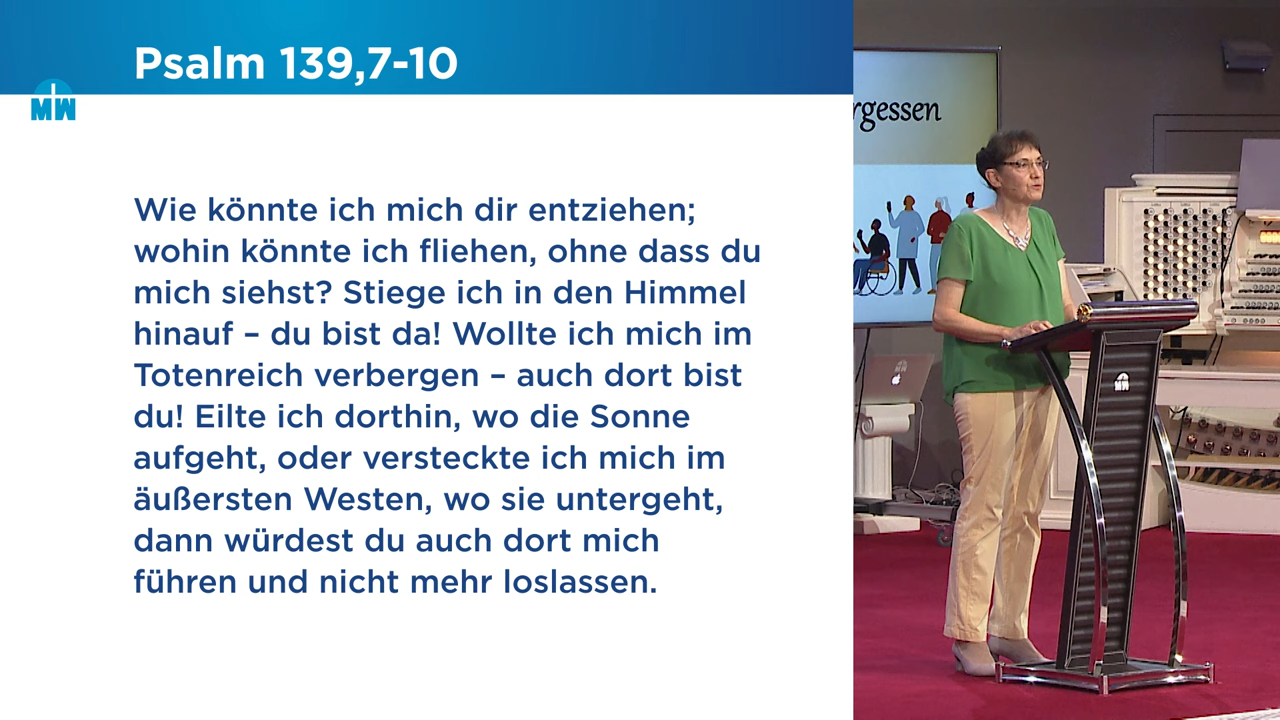 Psalm 139,7-10
MW
Wie könnte ich mich dir entziehen;
wohin könnte ich fliehen, ohne dass du
mich siehst? Stiege ich in den Himmel
hinauf – du bist da! Wollte ich mich im
Totenreich verbergen – auch dort bist
du! Eilte ich dorthin, wo die Sonne
aufgeht, oder versteckte ich mich im
äußersten Westen, wo sie untergeht,
dann würdest du auch dort mich
führen und nicht mehr loslassen.
rgessen
MW